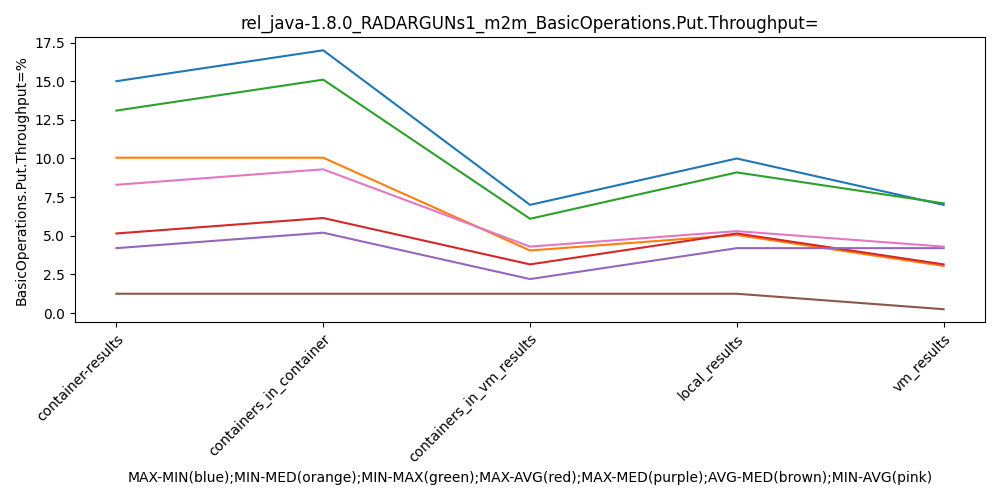 rel_java-1.8.0_RADARGUNs1_m2m_BasicOperations.Put.Throughput=
BasicOperations.Put.Throughput=%
17.5
15.0
12.5
10.0
7.5
5.0
2.5
0.0
container-results
containers_in_container
containers_in_vm_results
local_results
vm_results
MAX-MIN(blue);MIN-MED(orange);MIN-MAX(green);MAX-AVG(red);MAX-MED(purple);AVG-MED(brown);MIN-AVG(pink)